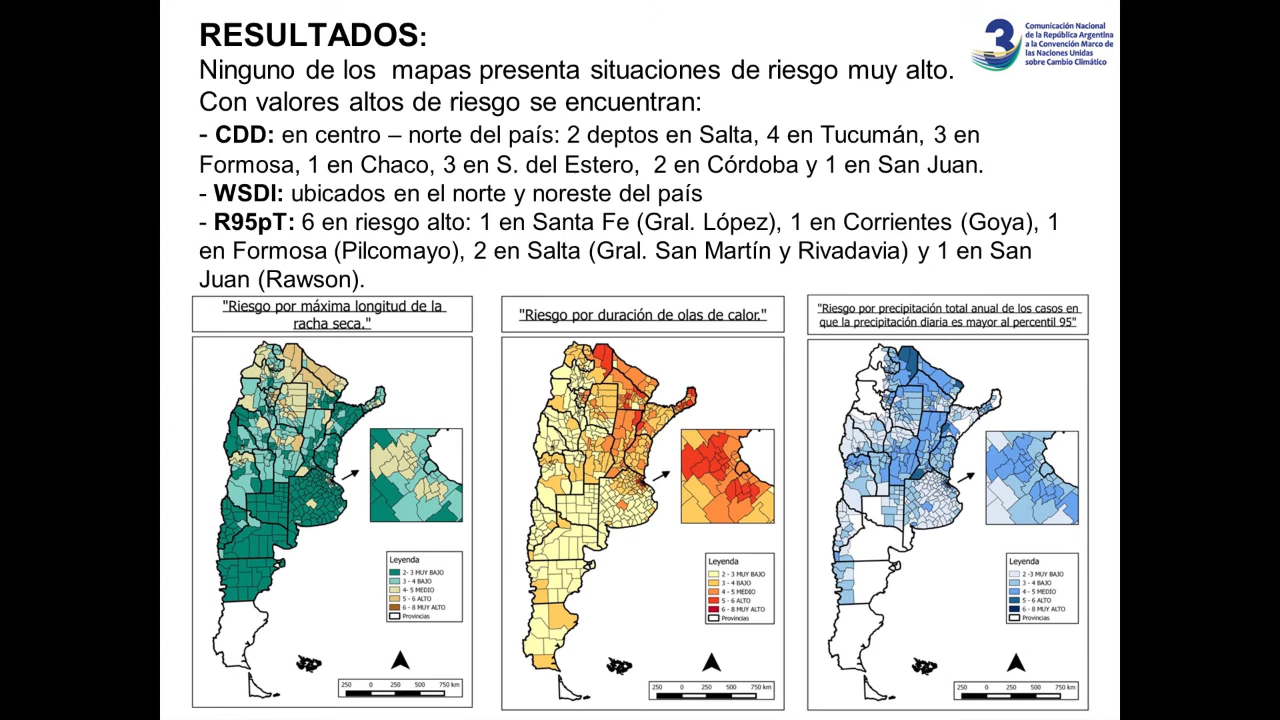 RESULTADOS:
Ninguno de los mapas presenta situaciones de riesgo muy alto.
Con valores altos de riesgo se encuentran:
- CDD: en centro – norte del país: 2 deptos en Salta, 4 en Tucumán, 3 en
Formosa, 1 en Chaco, 3 en S. del Estero, 2 en Córdoba y 1 en San Juan.
- WSDI: ubicados en el norte y noreste del país
- R95pT: 6 en riesgo alto: 1 en Santa Fe (Gral. López), 1 en Corrientes (Goya), 1
en Formosa (Pilcomayo), 2 en Salta (Gral. San Martín y Rivadavia) y 1 en San
Juan (Rawson).
3
Comunicación Nacional
de la República Argentina
a la Convención Marco de
las Naciones Unidas
sobre Cambio Climático
"Riesgo por máxima longitud de la
racha seca."
Leyenda
2- 3 MUY BAJO
3 - 4 BAJO
4- 5 MEDIO
5 - 6 ALTO
6 - 8 MUY ALTO
Provincias
250 0 250 500 750 km
"Riesgo por duración de olas de calor."
Leyenda
2 - 3 MUY BAJO
3 - 4 BAJO
4 - 5 MEDIO
5 - 6 ALTO
6 - 8 MUY ALTO
Provincias
250 0 250 500 750 km
"Riesgo por precipitación total anual de los casos en
que la precipitación diaria es mayor al percentil 95"
Leyenda
2 -3 MUY BAJO
3 - 4 BAJO
4 - 5 MEDIO
5 - 6 ALTO
6 - 8 MUY ALTO
Provincias
250 0 250 500 750 km